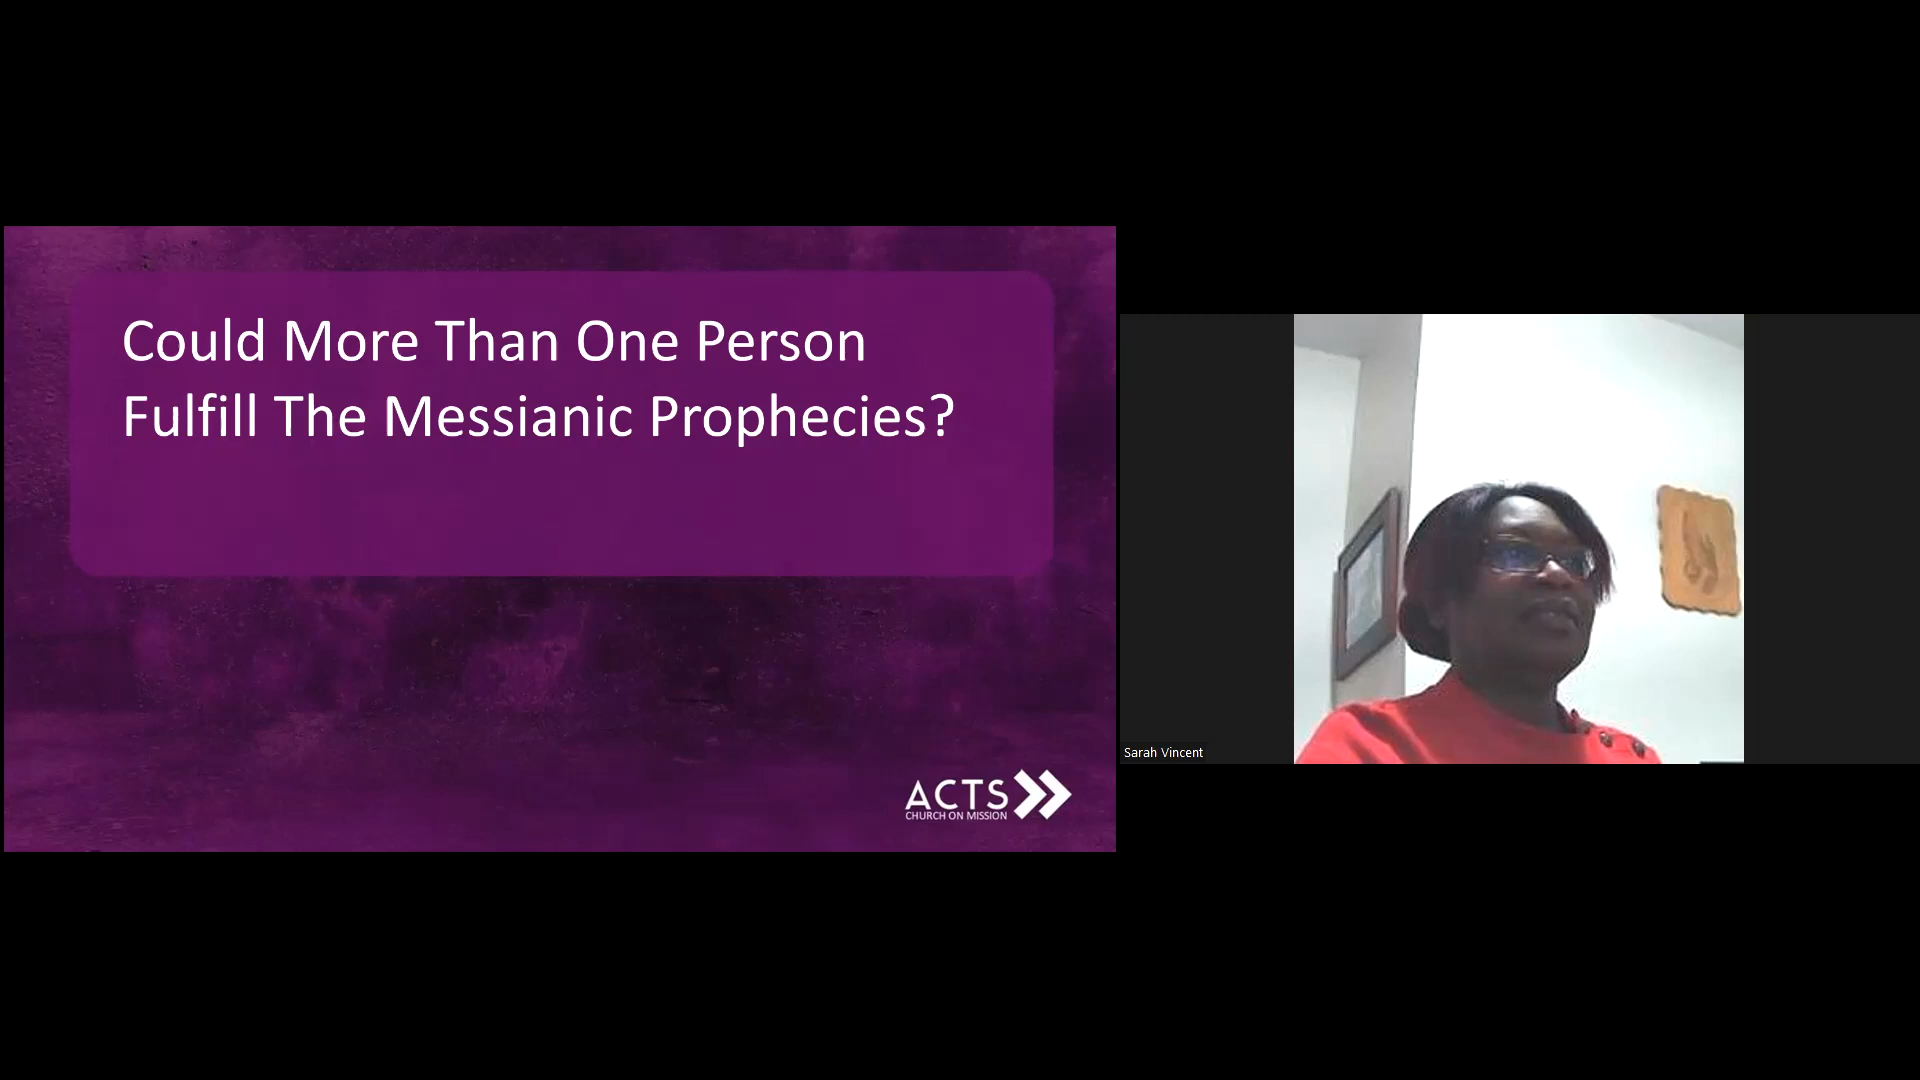 Could More Than One Person
Fulfill The Messianic Prophecies?
ACTS
CHURCH ON MISSION
Sarah Vincent